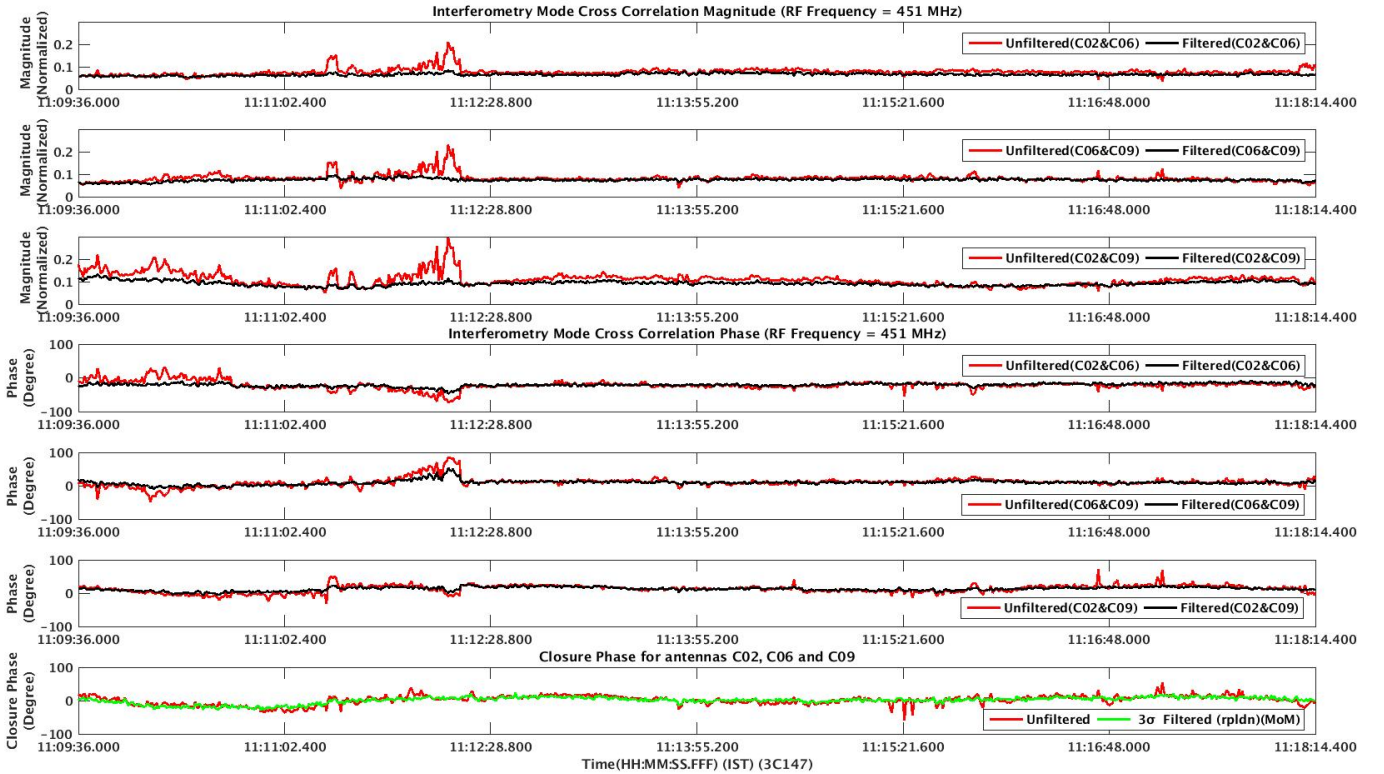 Interferometry Mode Cross Correlation Magnitude (RF Frequency = 451 MHz)
Magnitude
(Normalized)
0.2
0.1
0
Unfiltered(C02&C06)
Filtered(C02&C06)
11:09:36.000
11:11:02.400
11:12:28.800
11:13:55.200
11:15:21.600
11:16:48.000
11:18:14.400
Magnitude
(Normalized)
0.2
0.1
0
Unfiltered(C06&C09)
Filtered(C06&C09)
11:09:36.000
11:11:02.400
11:12:28.800
11:13:55.200
11:15:21.600
11:16:48.000
11:18:14.400
Magnitude
(Normalized)
0.2
0.1
0
Unfiltered(C02&C09)
Filtered(C02&C09)
11:09:36.000
11:11:02.400
11:12:28.800
11:13:55.200
11:15:21.600
11:16:48.000
11:18:14.400
Interferometry Mode Cross Correlation Phase (RF Frequency = 451 MHz)
Phase
(Degree)
100
0
-100
Unfiltered(C02&C06)
Filtered(C02&C06)
11:09:36.000
11:11:02.400
11:12:28.800
11:13:55.200
11:15:21.600
11:16:48.000
11:18:14.400
Phase
(Degree)
100
0
-100
Unfiltered(C06&C09)
Filtered(C06&C09)
11:09:36.000
11:11:02.400
11:12:28.800
11:13:55.200
11:15:21.600
11:16:48.000
11:18:14.400
Phase
(Degree)
100
0
-100
Unfiltered(C02&C09)
Filtered(C02&C09)
11:09:36.000
11:11:02.400
11:12:28.800
11:13:55.200
11:15:21.600
11:16:48.000
11:18:14.400
Closure Phase for antennas C02, C06 and C09
Closure Phase
(Degree)
100
0
-100
Unfiltered
3σ Filtered (rpldn)(MoM)
11:09:36.000
11:11:02.400
11:12:28.800
11:13:55.200
11:15:21.600
11:16:48.000
11:18:14.400
Time(HH:MM:SS.FFF) (IST) (3C147)